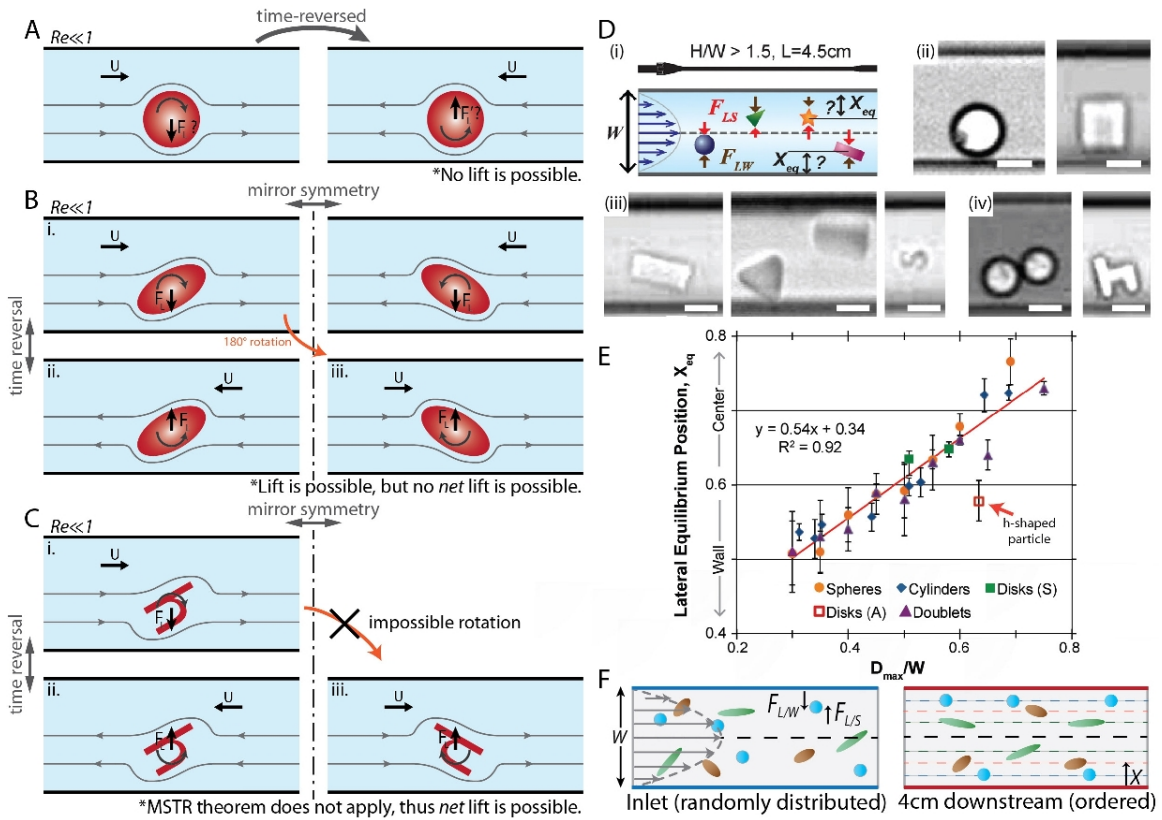 A
Re≪1
time-reversed
U
F_L?
U
F_L'?
*No lift is possible.
B
Re≪1
mirror symmetry
i.
U
F_L
U
F_L
180° rotation
time reversal
ii.
U
F_L
iii.
U
F_L
*Lift is possible, but no net lift is possible.
C
Re≪1
mirror symmetry
i.
U
F_L
impossible rotation
time reversal
ii.
U
F_L
iii.
U
F_L
*MSTR theorem does not apply, thus net lift is possible.
D
(i)
H/W > 1.5, L=4.5cm
W
F_LS
F_LW
? X_eq
X_eq ?
(ii)
(iii)
S
(iv)
E
Lateral Equilibrium Position, X_eq
Center
Wall
0.8
0.6
0.4
y = 0.54x + 0.34
R² = 0.92
h-shaped
particle
Spheres
Cylinders
Disks (S)
Disks (A)
Doublets
0.2
0.4
0.6
0.8
D_max/W
F
W
F_L/W
F_L/S
X
Inlet (randomly distributed)
4cm downstream (ordered)